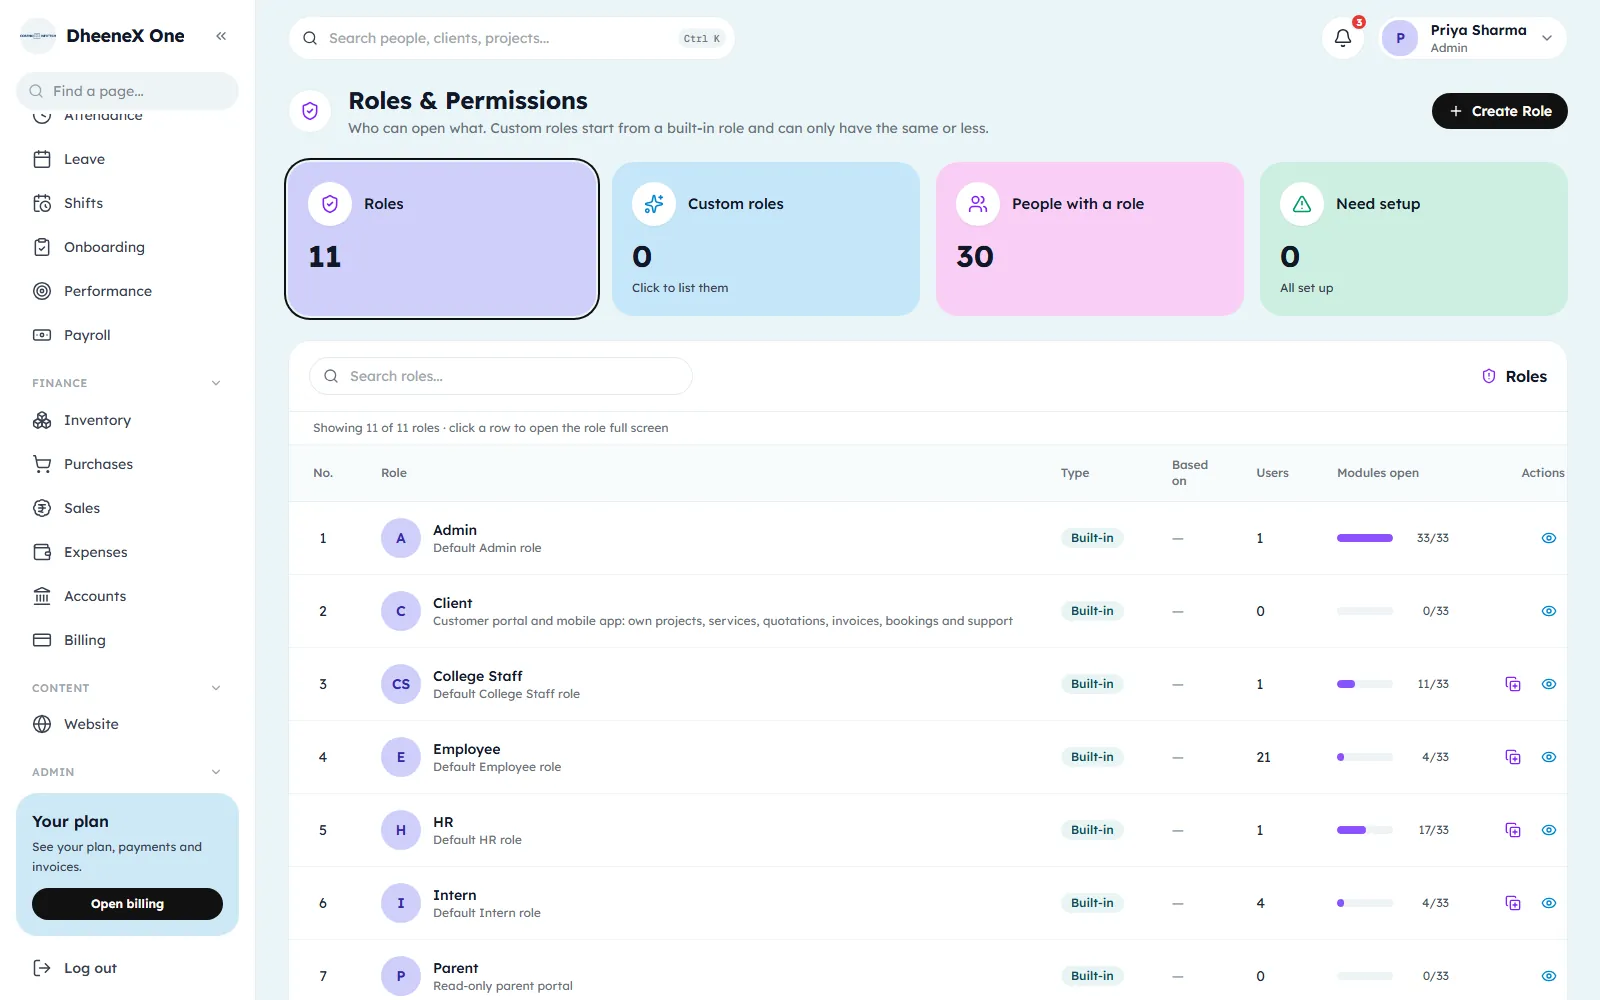 DheeneX One
Find a page...
Attendance
Leave
Shifts
Onboarding
Performance
Payroll
FINANCE
Inventory
Purchases
Sales
Expenses
Accounts
Billing
CONTENT
Website
ADMIN
Your plan
See your plan, payments and
invoices.
Open billing
Log out
Search people, clients, projects...
Ctrl K
3
P
Priya Sharma
Admin
Roles & Permissions
Who can open what. Custom roles start from a built-in role and can only have the same or less.
Create Role
Roles
11
Custom roles
0
Click to list them
People with a role
30
Need setup
0
All set up
Search roles...
Roles
Showing 11 of 11 roles · click a row to open the role full screen
No. Role Type Based on Users Modules open Actions
1 A Admin Built-in — 1 33/33
Default Admin role
2 C Client Built-in — 0 0/33
Customer portal and mobile app: own projects, services, quotations, invoices, bookings and support
3 CS College Staff Built-in — 1 11/33
Default College Staff role
4 E Employee Built-in — 21 4/33
Default Employee role
5 H HR Built-in — 1 17/33
Default HR role
6 I Intern Built-in — 4 4/33
Default Intern role
7 P Parent Built-in — 0 0/33
Read-only parent portal